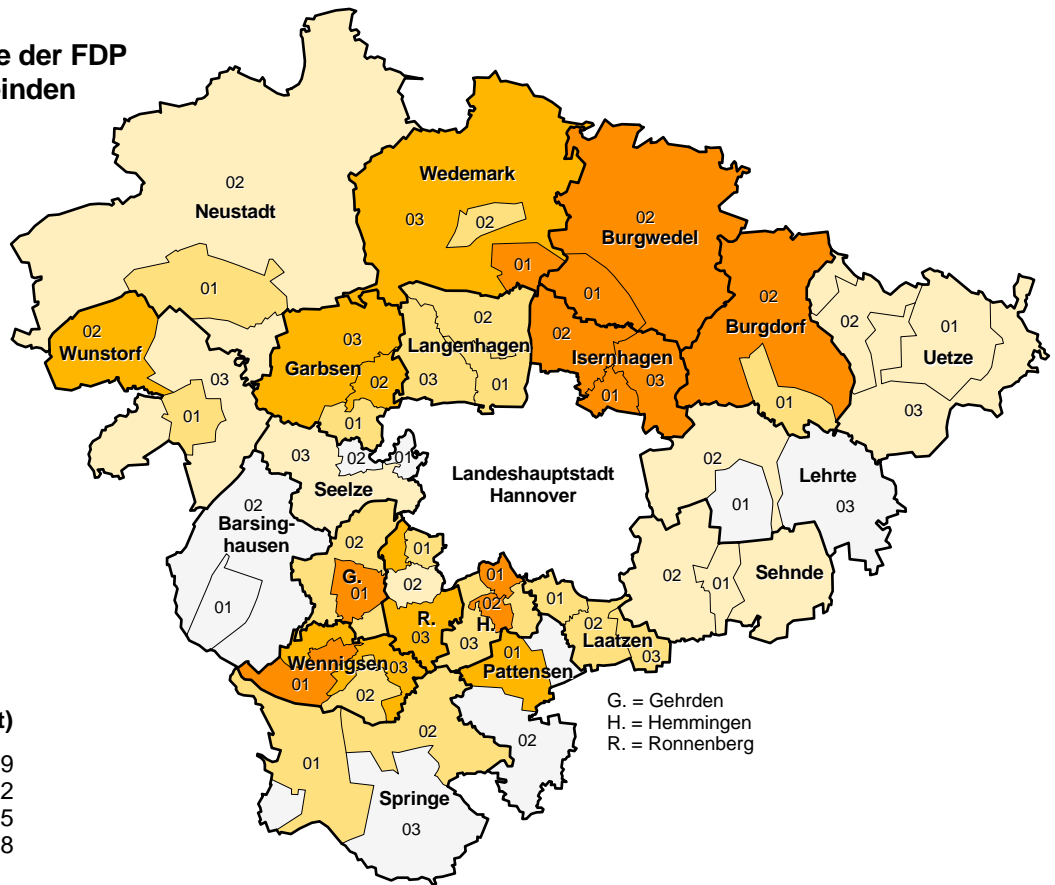 e der FDP
inden
Wedemark
03
02
01
02
Neustadt
01
02
Burgwedel
01
02
Burgdorf
01
02
01
Uetze
03
02
Wunstorf
03
01
03
Garbsen
02
01
02
Langenhagen
03
01
02
Isernhagen
03
01
03
02
01
Seelze
Landeshauptstadt
Hannover
02
01
Lehrte
03
02
Barsing-
hausen
01
02
G.
01
01
02
R.
03
01
02
H.
03
01
02
Laatzen
03
02
01
Sehnde
Wennigsen
01
03
02
01
Pattensen
02
G. = Gehrden
H. = Hemmingen
R. = Ronnenberg
01
02
Springe
03
t)
9
2
5
8